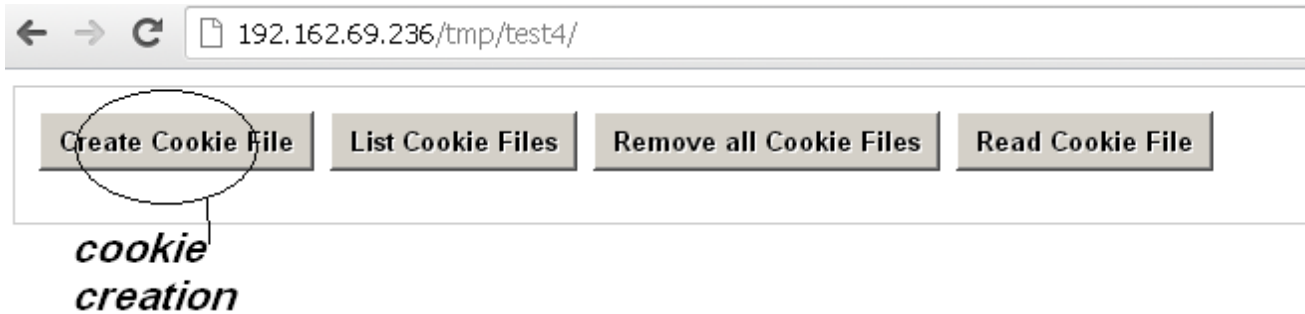 192.162.69.236/tmp/test4/
Create Cookie File List Cookie Files Remove all Cookie Files Read Cookie File
cookie
creation